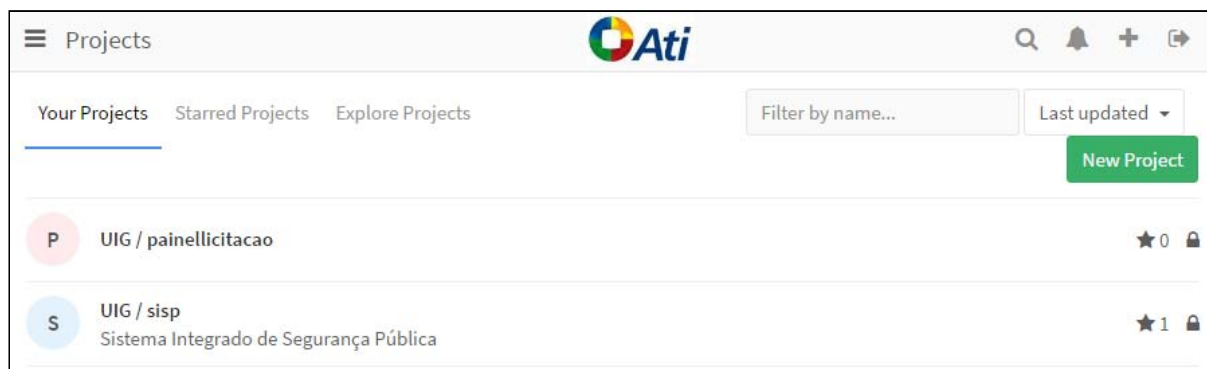 Projects
Ati
Your Projects Starred Projects Explore Projects
Filter by name...
Last updated
New Project
P
UIG / painellicitacao
0
S
UIG / sisp
Sistema Integrado de Segurança Pública
1